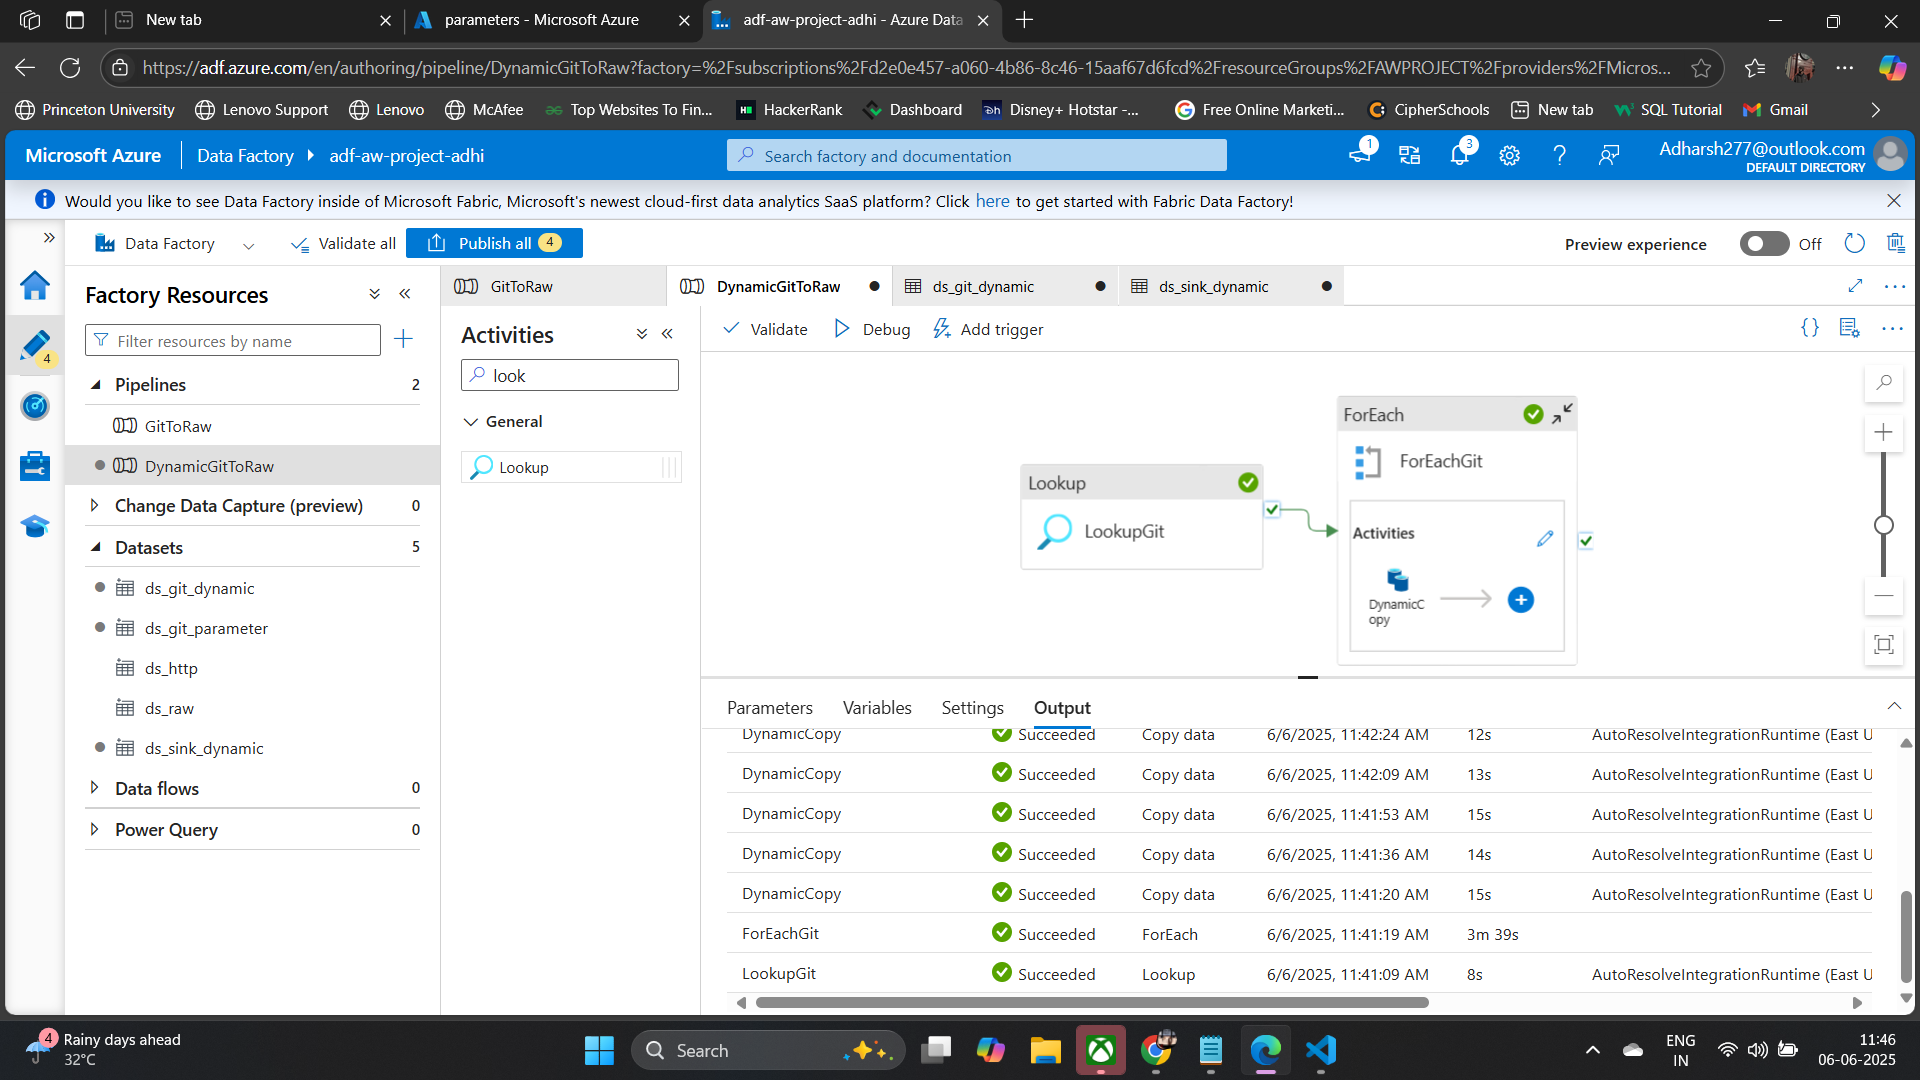 New tab
parameters - Microsoft Azure
adf-aw-project-adhi - Azure Data
https://adf.azure.com/en/authoring/pipeline/DynamicGitToRaw?factory=%2Fsubscriptions%2Fd2e0e457-a060-4b86-8c46-15aaf67d6fcd%2FresourceGroups%2FAWPROJECT%2Fproviders%2FMicros...
Princeton University
Lenovo Support
Lenovo
McAfee
Top Websites To Fin...
HackerRank
Dashboard
Disney+ Hotstar -...
Free Online Marketi...
CipherSchools
New tab
SQL Tutorial
Gmail
Microsoft Azure
Data Factory
adf-aw-project-adhi
Search factory and documentation
1
3
Adharsh277@outlook.com
DEFAULT DIRECTORY
Would you like to see Data Factory inside of Microsoft Fabric, Microsoft's newest cloud-first data analytics SaaS platform? Click here to get started with Fabric Data Factory!
Data Factory
Validate all
Publish all 4
Preview experience
Off
4
Factory Resources
Filter resources by name
Pipelines 2
GitToRaw
DynamicGitToRaw
Change Data Capture (preview) 0
Datasets 5
ds_git_dynamic
ds_git_parameter
ds_http
ds_raw
ds_sink_dynamic
Data flows 0
Power Query 0
GitToRaw
DynamicGitToRaw
ds_git_dynamic
ds_sink_dynamic
Activities
look
General
Lookup
Validate
Debug
Add trigger
Lookup
LookupGit
ForEach
ForEachGit
Activities
DynamicC
opy
Parameters
Variables
Settings
Output
DynamicCopy Succeeded Copy data 6/6/2025, 11:42:24 AM 12s AutoResolveIntegrationRuntime (East U
DynamicCopy Succeeded Copy data 6/6/2025, 11:42:09 AM 13s AutoResolveIntegrationRuntime (East U
DynamicCopy Succeeded Copy data 6/6/2025, 11:41:53 AM 15s AutoResolveIntegrationRuntime (East U
DynamicCopy Succeeded Copy data 6/6/2025, 11:41:36 AM 14s AutoResolveIntegrationRuntime (East U
DynamicCopy Succeeded Copy data 6/6/2025, 11:41:20 AM 15s AutoResolveIntegrationRuntime (East U
ForEachGit Succeeded ForEach 6/6/2025, 11:41:19 AM 3m 39s
LookupGit Succeeded Lookup 6/6/2025, 11:41:09 AM 8s AutoResolveIntegrationRuntime (East U
4
Rainy days ahead
32°C
Search
ENG
IN
11:46
06-06-2025